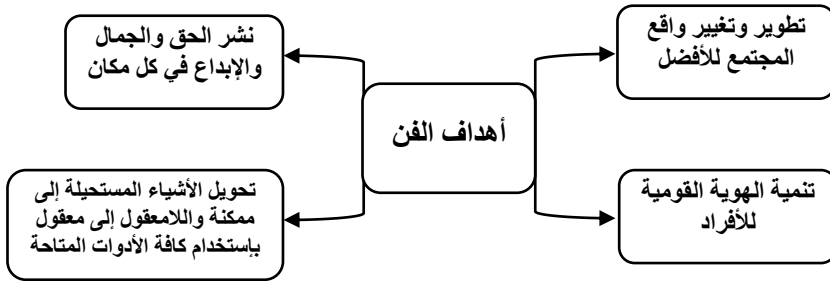 تطوير وتغيير واقع
المجتمع للأفضل
نشر الحق والجمال
والإبداع في كل مكان
أهداف الفن
تنمية الهوية القومية
للأفراد
تحويل الأشياء المستحيلة إلى
ممكنة واللامعقول إلى معقول
بإستخدام كافة الأدوات المتاحة